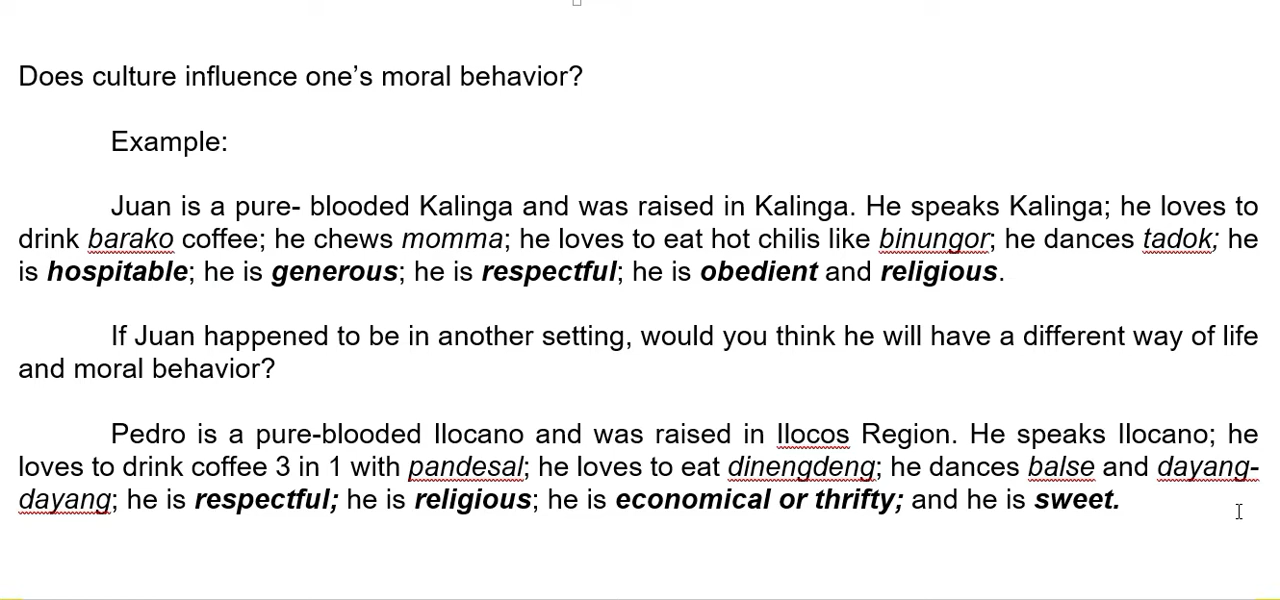 Does culture influence one’s moral behavior?
Example:
Juan is a pure- blooded Kalinga and was raised in Kalinga. He speaks Kalinga; he loves to
drink barako coffee; he chews momma; he loves to eat hot chilis like binungor; he dances tadok; he
is hospitable; he is generous; he is respectful; he is obedient and religious.
If Juan happened to be in another setting, would you think he will have a different way of life
and moral behavior?
Pedro is a pure-blooded Ilocano and was raised in Ilocos Region. He speaks Ilocano; he
loves to drink coffee 3 in 1 with pandesal; he loves to eat dinengdeng; he dances balse and dayang-
dayang; he is respectful; he is religious; he is economical or thrifty; and he is sweet.